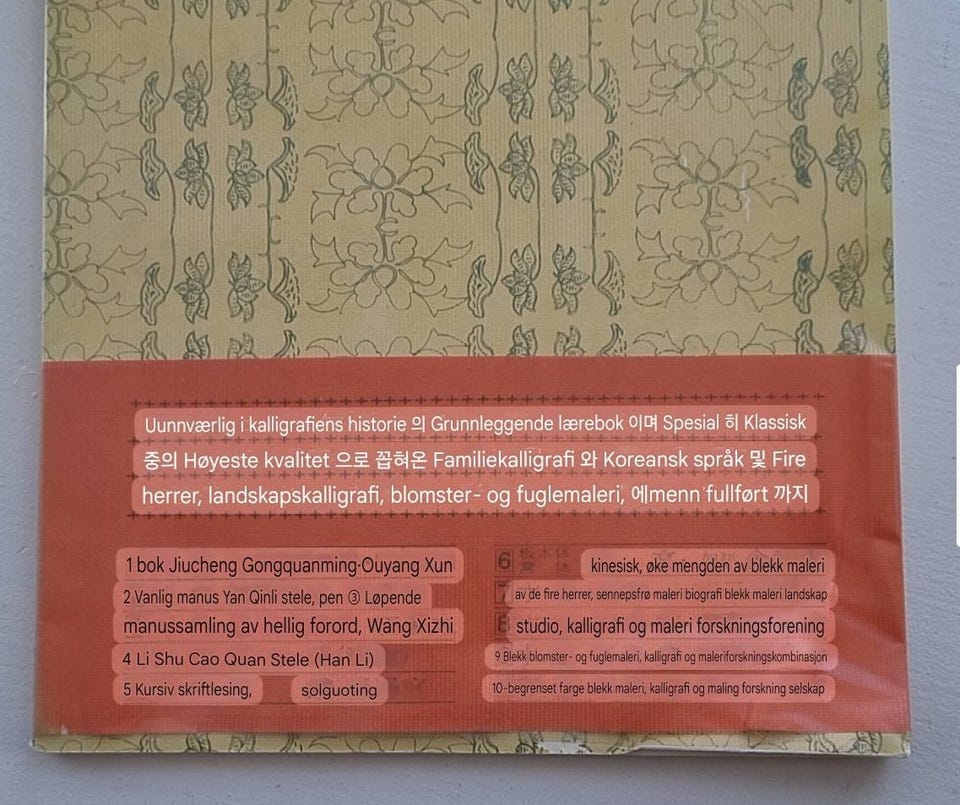 Uunnværlig i kalligrafiens historie 의 Grunnleggende lærebok 이며 Spesial 히 Klassisk
중의 Høyeste kvalitet 으로 꼽혀온 Familiekalligrafi 와 Koreansk språk 및 Fire
herrer, landskapskalligrafi, blomster- og fuglemaleri, 에menn fullført 까지
1 bok Jiucheng Gongquanming·Ouyang Xun
2 Vanlig manus Yan Qinli stele, pen ③ Løpende
manussamling av hellig forord, Wang Xizhi
4 Li Shu Cao Quan Stele (Han Li)
5 Kursiv skriftlesing, sølguoting
6 kinesisk, øke mengden av blekk maleri
7 av de fire herrer, sennepsfrø maleri biografi blekk maleri landskap
8 studio, kalligrafi og maleri forskningsforening
9 Blekk blomster- og fuglemaleri, kalligrafi og maleriforskningskombinasjon
10-begrenset farge blekk maleri, kalligrafi og maling forskning selskap